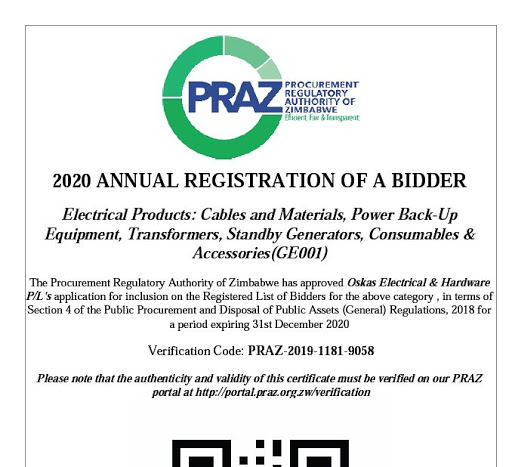 PRAZ
PROCUREMENT
REGULATORY
AUTHORITY OF
ZIMBABWE
Efficient, Fair & Transparent
2020 ANNUAL REGISTRATION OF A BIDDER
Electrical Products: Cables and Materials, Power Back-Up
Equipment, Transformers, Standby Generators, Consumables &
Accessories(GE001)
The Procurement Regulatory Authority of Zimbabwe has approved Oskas Electrical & Hardware
P/L's application for inclusion on the Registered List of Bidders for the above category , in terms of
Section 4 of the Public Procurement and Disposal of Public Assets (General) Regulations, 2018 for
a period expiring 31st December 2020
Verification Code: PRAZ-2019-1181-9058
Please note that the authenticity and validity of this certificate must be verified on our PRAZ
portal at http://portal.praz.org.zw/verification